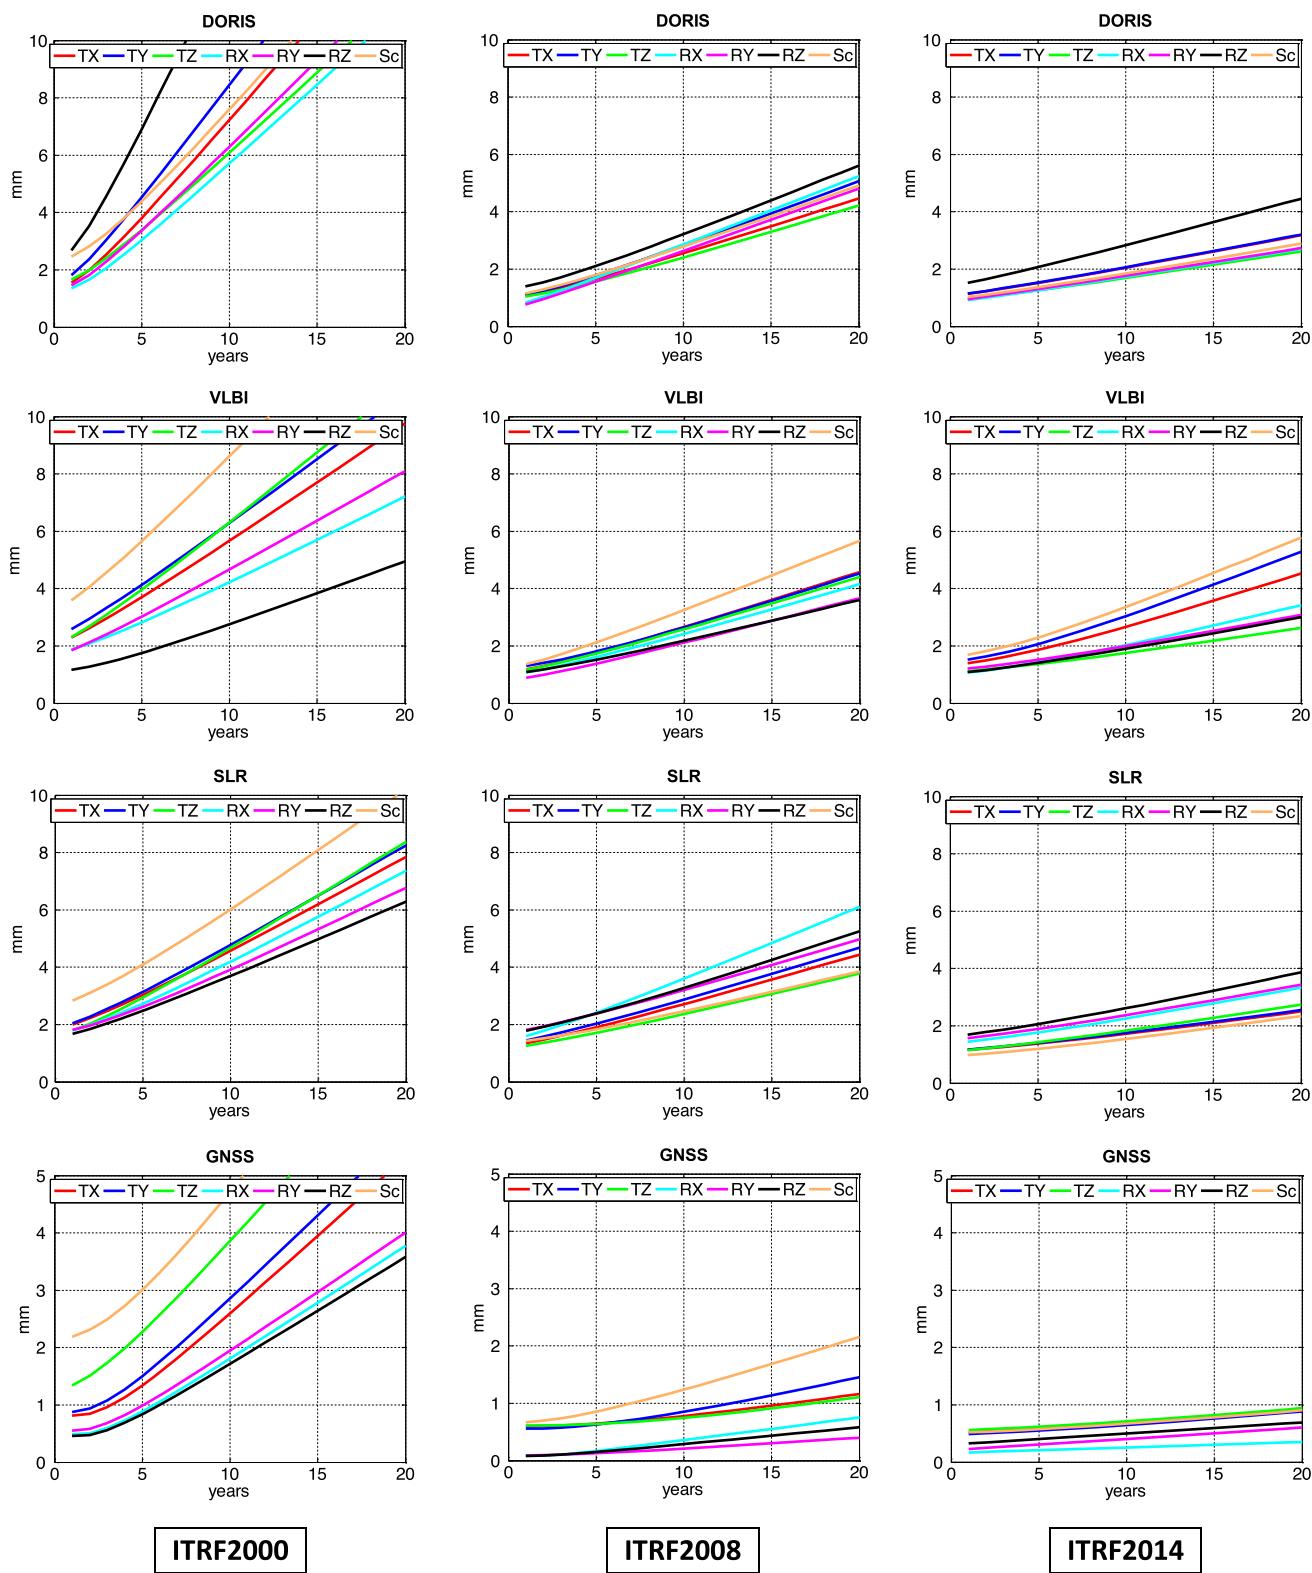 DORIS DORIS DORIS
TX TY TZ RX RY RZ Sc TX TY TZ RX RY RZ Sc TX TY TZ RX RY RZ Sc
10 10 10
8 8 8
6 6 6
mm mm mm
4 4 4
2 2 2
0 0 0
0 5 10 15 20 0 5 10 15 20 0 5 10 15 20
years years years
VLBI VLBI VLBI
10 10 10
TX TY TZ RX RY RZ Sc TX TY TZ RX RY RZ Sc TX TY TZ RX RY RZ Sc
8 8 8
6 6 6
mm mm mm
4 4 4
2 2 2
0 0 0
0 5 10 15 20 0 5 10 15 20 0 5 10 15 20
years years years
SLR SLR SLR
10 10 10
TX TY TZ RX RY RZ Sc TX TY TZ RX RY RZ Sc TX TY TZ RX RY RZ Sc
8 8 8
6 6 6
mm mm mm
4 4 4
2 2 2
0 0 0
0 5 10 15 20 0 5 10 15 20 0 5 10 15 20
years years years
GNSS GNSS GNSS
5 5 5
TX TY TZ RX RY RZ Sc TX TY TZ RX RY RZ Sc TX TY TZ RX RY RZ Sc
4 4 4
3 3 3
mm mm mm
2 2 2
1 1 1
0 0 0
0 5 10 15 20 0 5 10 15 20 0 5 10 15 20
years years years
ITRF2000 ITRF2008 ITRF2014